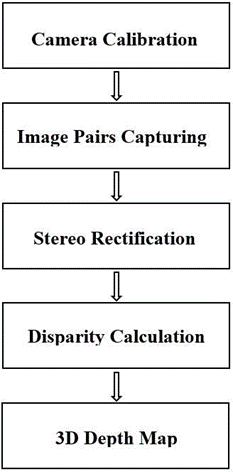 Camera Calibration
Image Pairs Capturing
Stereo Rectification
Disparity Calculation
3D Depth Map